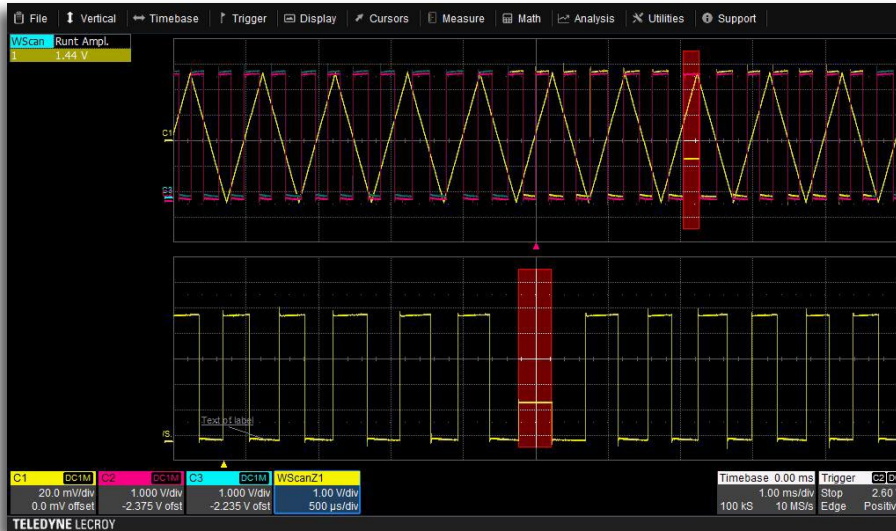 File Vertical Timebase Trigger Display Cursors Measure Math Analysis Utilities Support
WScan Runt Ampl.
1 1.44 V
C1
C3
Text of label
C1 DC1M C2 DC1M C3 DC1M WScanZ1 Timebase 0.00 ms Trigger C2
20.0 mV/div 1.000 V/div 1.000 V/div 1.00 V/div 1.00 ms/div Stop 2.60
0.0 mV offset -2.375 V ofst -2.235 V ofst 500 µs/div 100 kS 10 MS/s Edge Positiv
TELEDYNE LECROY